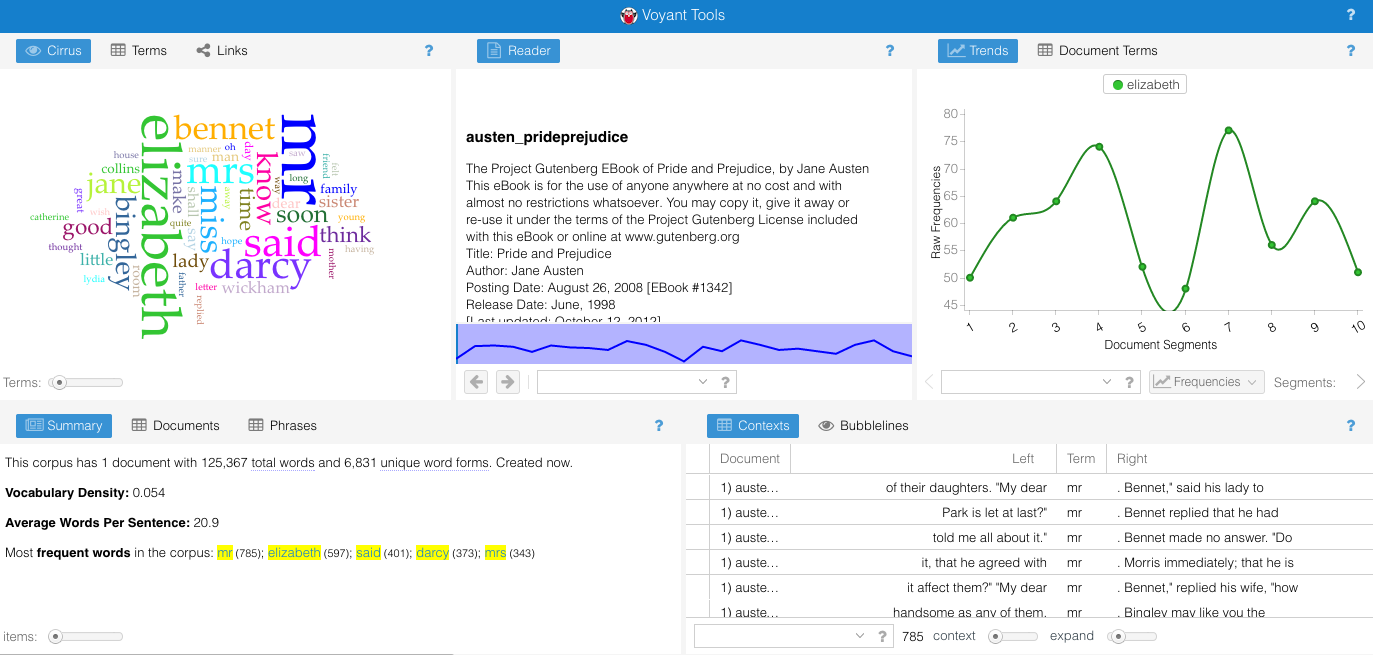 Voyant Tools ?
Cirrus Terms Links ?
house
collins
jane
great
catherine
wish
good
thought
little
lydia
bingley
room
elizabeth
make
quite
lady
father
bennet
manner oh
sure man
mrs
shall
say
miss
away
hope
time
day
know
way
mr
saw
long
dear
soon
said
darcy
letter
wickham
replied
friend
felt
family
sister
young
think
having
mother
Terms:
Reader ?
austen_prideprejudice
The Project Gutenberg EBook of Pride and Prejudice, by Jane Austen
This eBook is for the use of anyone anywhere at no cost and with
almost no restrictions whatsoever. You may copy it, give it away or
re-use it under the terms of the Project Gutenberg License included
with this eBook or online at www.gutenberg.org
Title: Pride and Prejudice
Author: Jane Austen
Posting Date: August 26, 2008 [EBook #1342]
Release Date: June, 1998
[Last updated: October 12, 2012]
?
Trends Document Terms ?
elizabeth
Raw Frequencies
80
75
70
65
60
55
50
45
1 2 3 4 5 6 7 8 9 10
Document Segments
? Frequencies Segments:
Summary Documents Phrases ?
This corpus has 1 document with 125,367 total words and 6,831 unique word forms. Created now.
Vocabulary Density: 0.054
Average Words Per Sentence: 20.9
Most frequent words in the corpus: mr (785); elizabeth (597); said (401); darcy (373); mrs (343)
items:
Contexts Bubblelines ?
Document Left Term Right
1) auste... of their daughters. "My dear mr . Bennet," said his lady to
1) auste... Park is let at last?" mr . Bennet replied that he had
1) auste... told me all about it." mr . Bennet made no answer. "Do
1) auste... it, that he agreed with mr . Morris immediately; that he is
1) auste... it affect them?" "My dear mr . Bennet," replied his wife, "how
1) auste... handsome as any of them, mr . Bingley may like you the
? 785 context expand